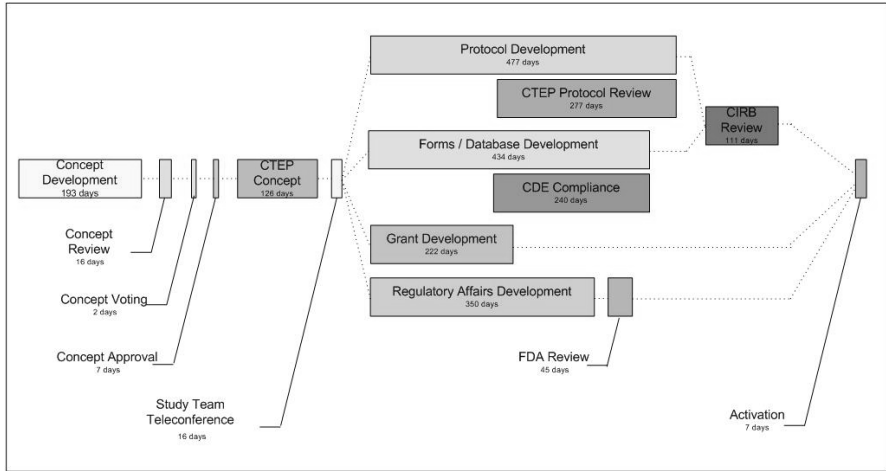 Protocol Development
477 days
CTEP Protocol Review
277 days
CIRB
Review
111 days
Forms / Database Development
434 days
Concept
Development
193 days
CTEP
Concept
126 days
CDE Compliance
240 days
Concept
Review
16 days
Grant Development
222 days
Concept Voting
2 days
Regulatory Affairs Development
350 days
Concept Approval
7 days
FDA Review
45 days
Study Team
Teleconference
16 days
Activation
7 days